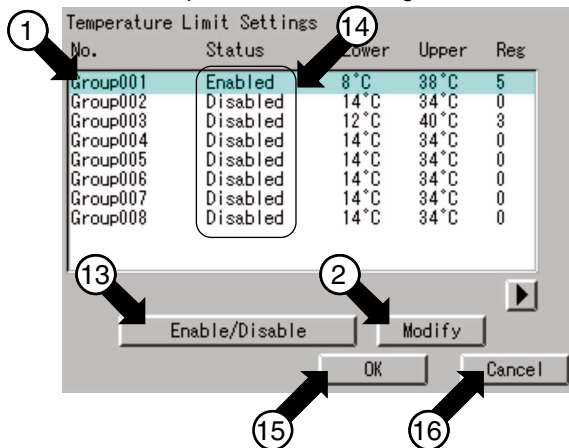 Temperature Limit Settings
1 14
No. Status Lower Upper Reg
Group001 Enabled 8°C 38°C 5
Group002 Disabled 14°C 34°C 0
Group003 Disabled 12°C 40°C 3
Group004 Disabled 14°C 34°C 0
Group005 Disabled 14°C 34°C 0
Group006 Disabled 14°C 34°C 0
Group007 Disabled 14°C 34°C 0
Group008 Disabled 14°C 34°C 0
13 2
Enable/Disable Modify
OK Cancel
15 16